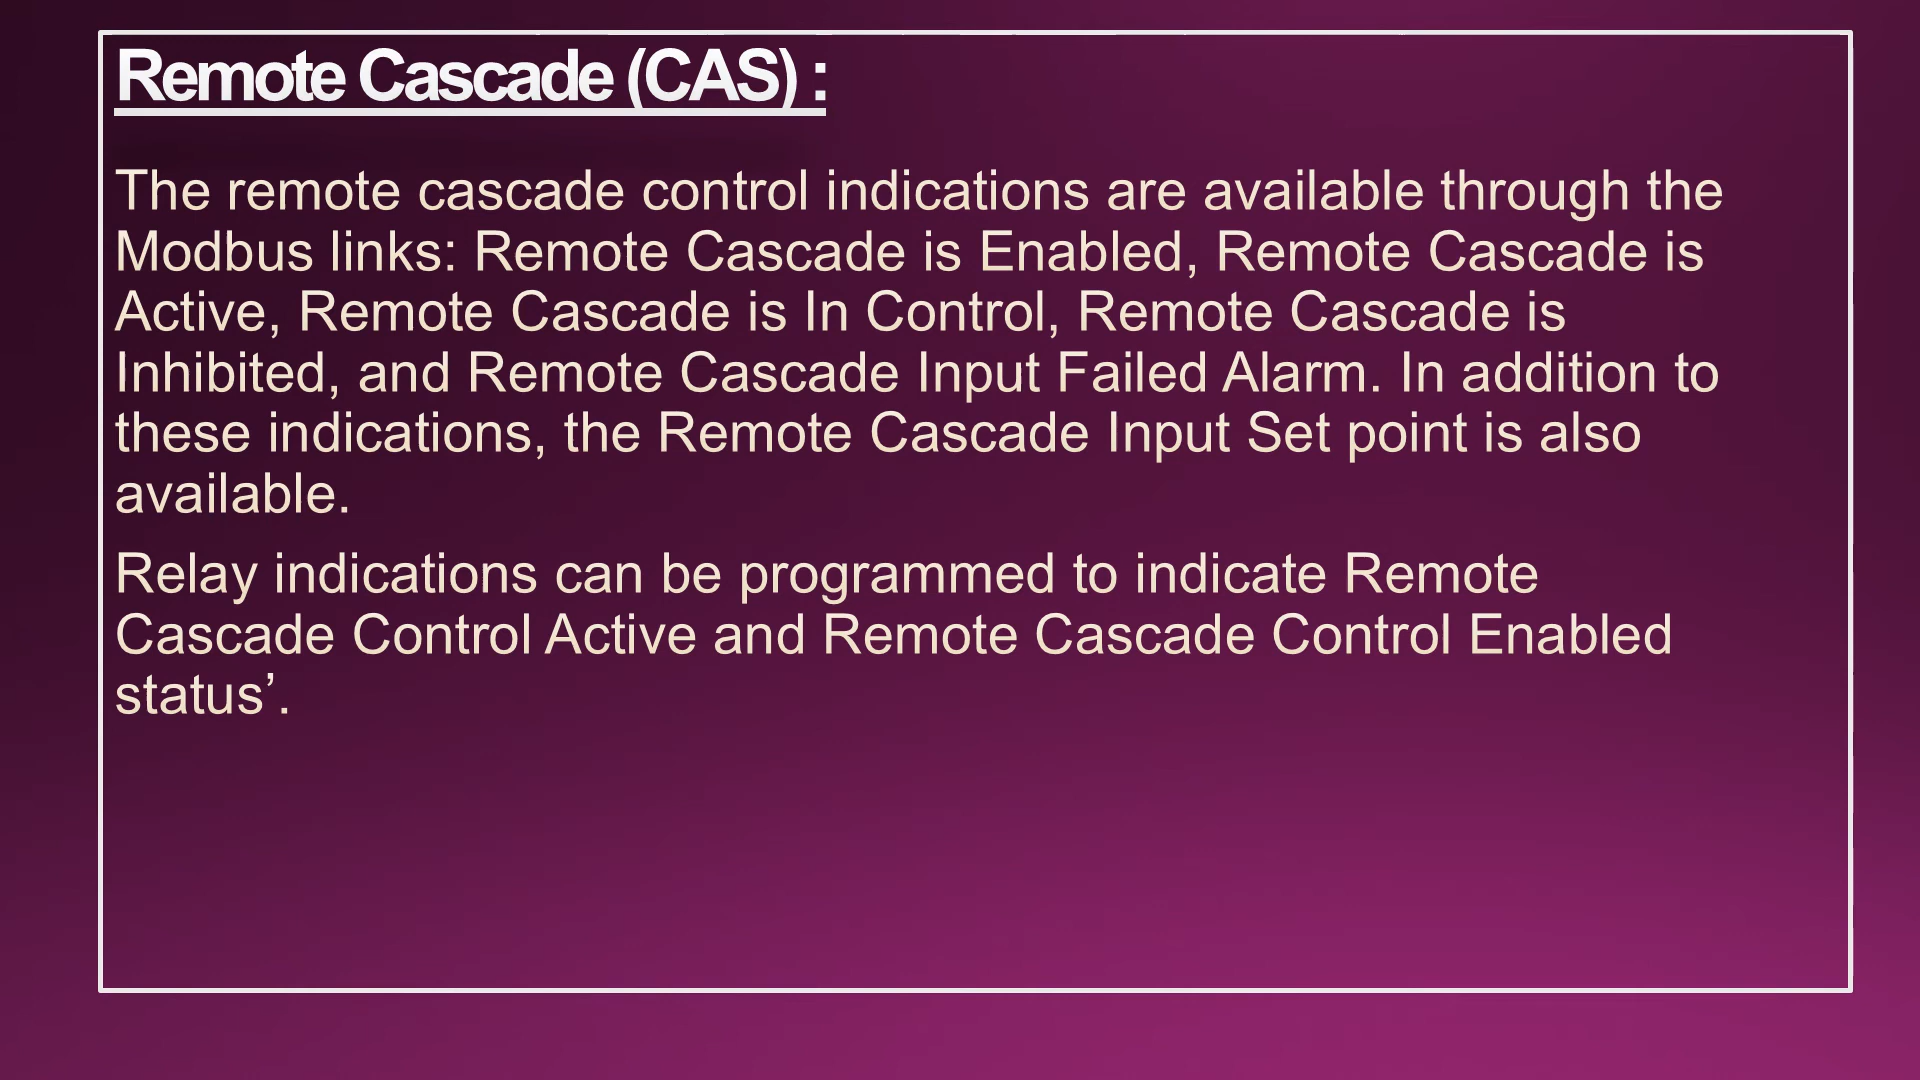 Remote Cascade (CAS) :
The remote cascade control indications are available through the
Modbus links: Remote Cascade is Enabled, Remote Cascade is
Active, Remote Cascade is In Control, Remote Cascade is
Inhibited, and Remote Cascade Input Failed Alarm. In addition to
these indications, the Remote Cascade Input Set point is also
available.
Relay indications can be programmed to indicate Remote
Cascade Control Active and Remote Cascade Control Enabled
status’.